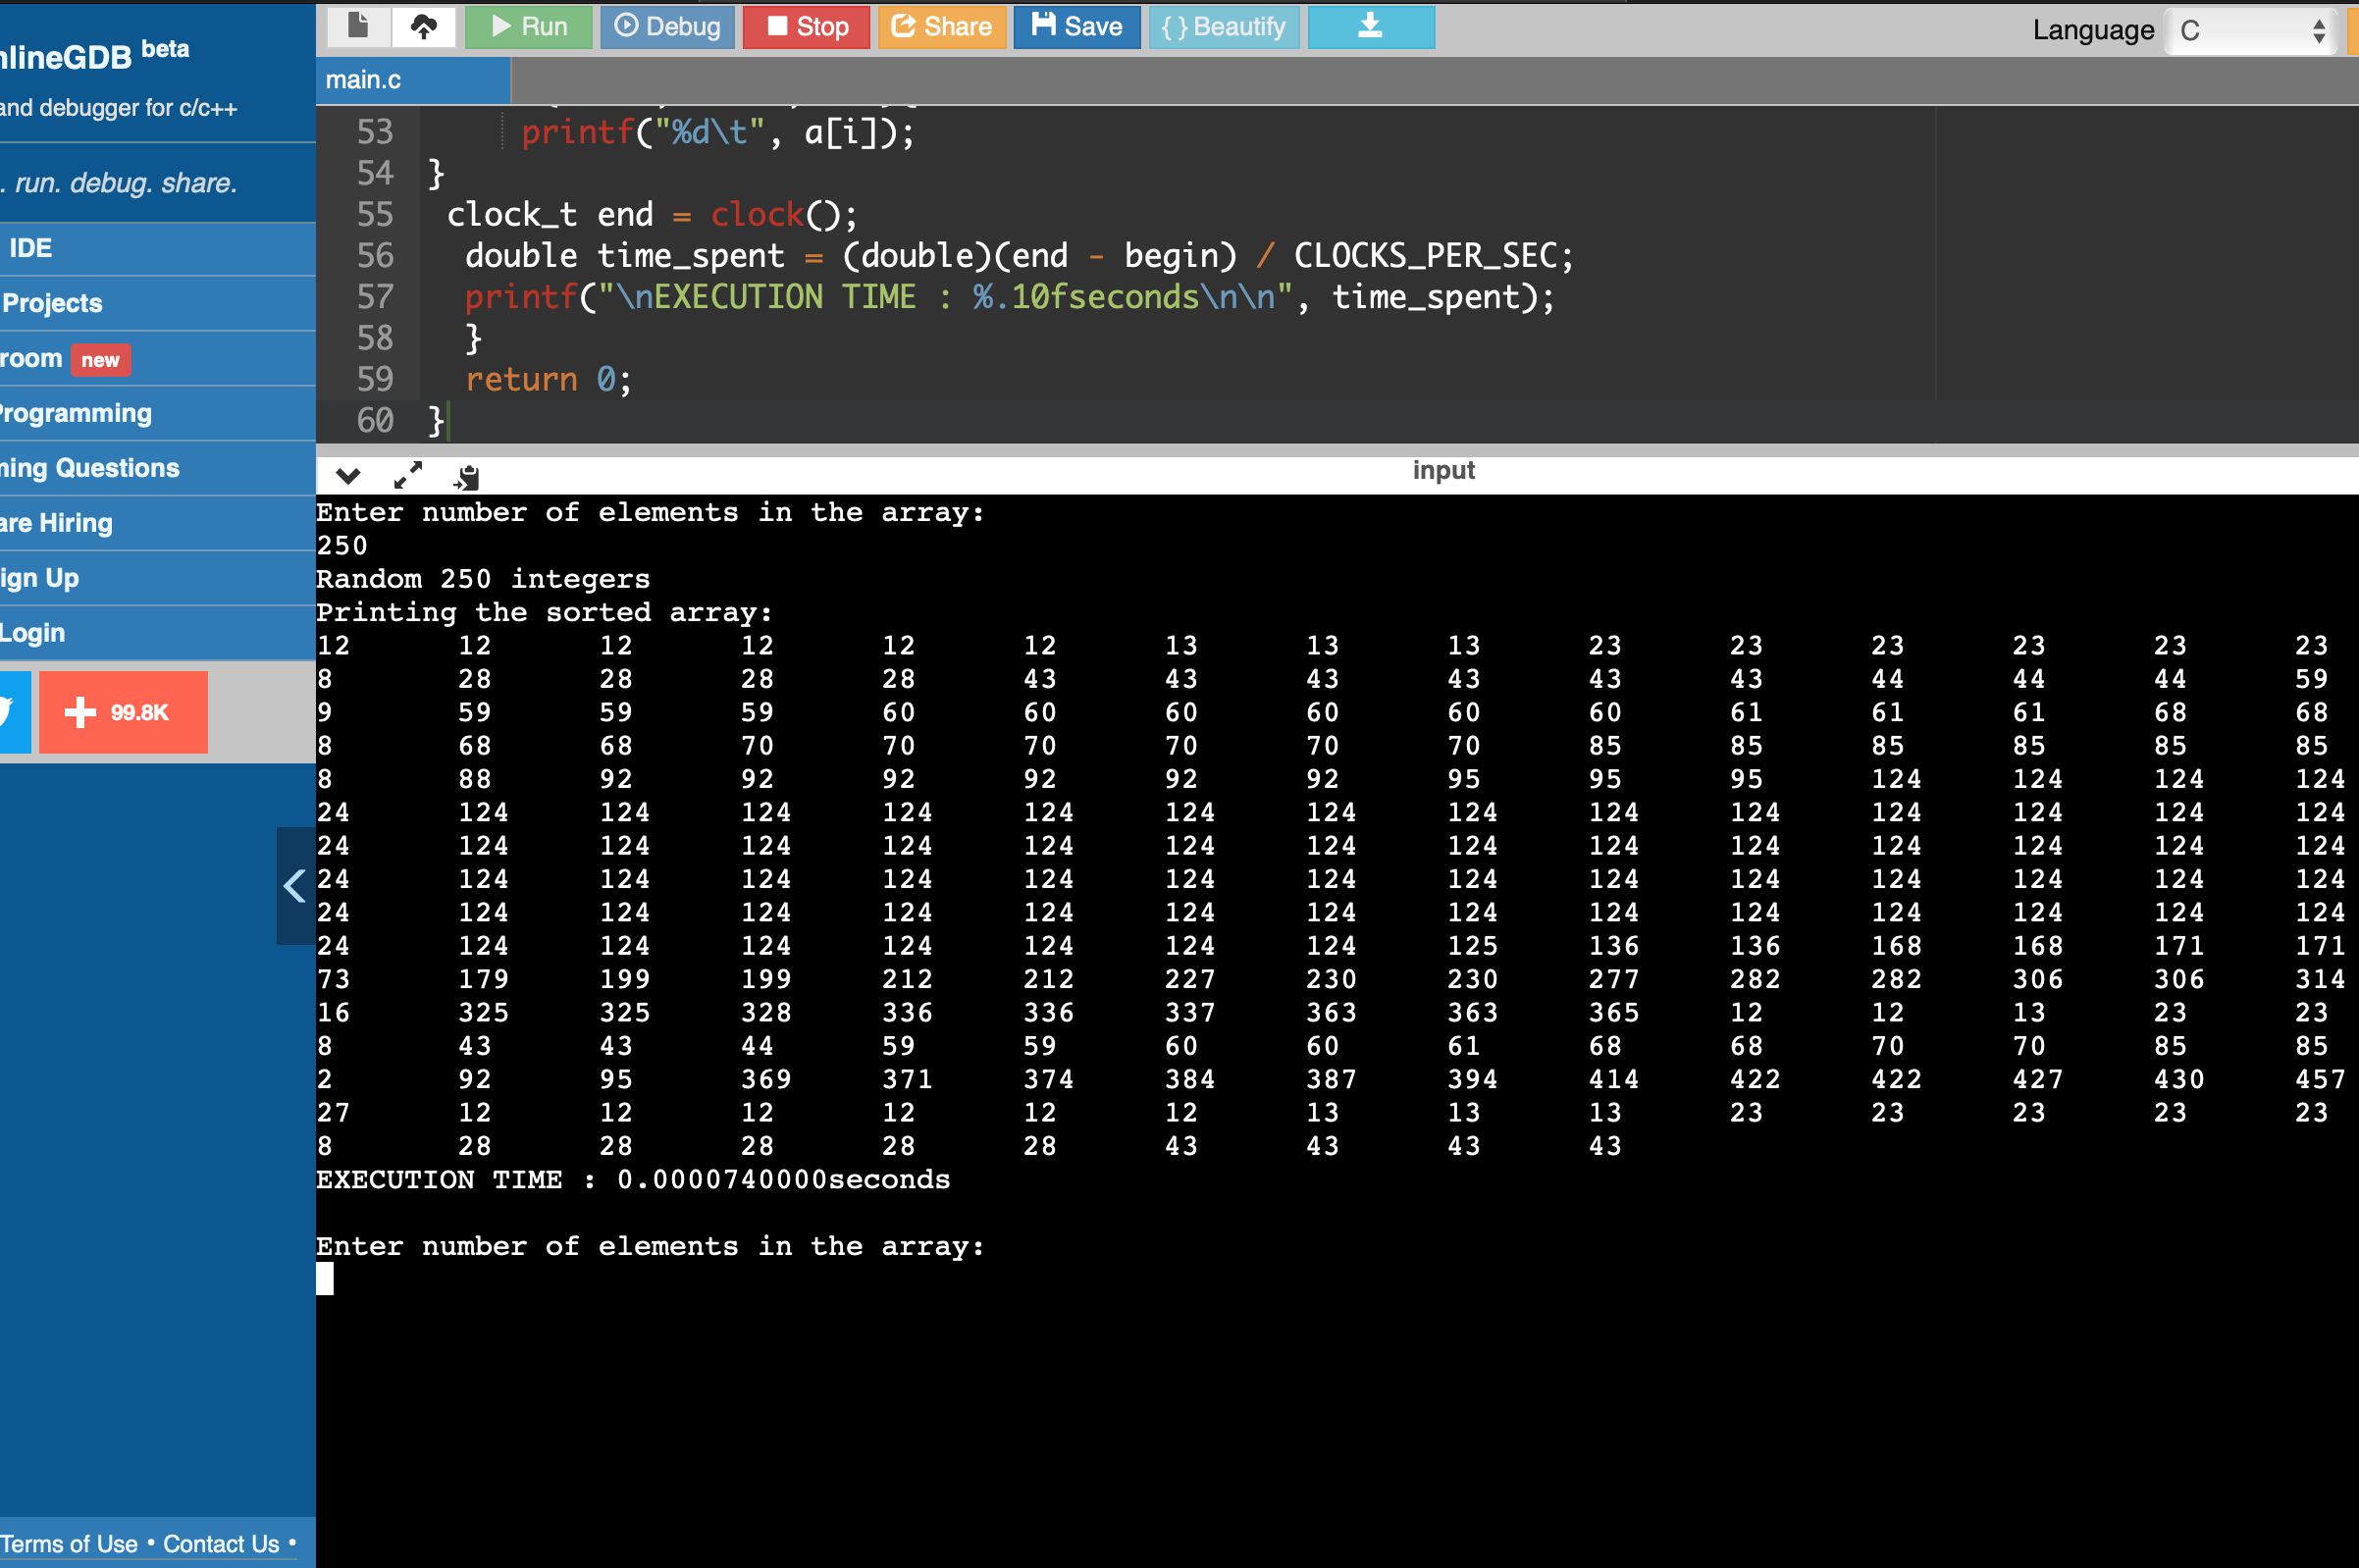 nlineGDB beta
and debugger for c/c++
. run. debug. share.
IDE
Projects
room new
Programming
ming Questions
are Hiring
ign Up
Login
99.8K
Terms of Use • Contact Us •
Run Debug Stop Share Save {} Beautify
Language C
main.c
53 printf("%d\t", a[i]);
54 }
55 clock_t end = clock();
56 double time_spent = (double)(end - begin) / CLOCKS_PER_SEC;
57 printf("\nEXECUTION TIME : %.10fseconds\n\n", time_spent);
58 }
59 return 0;
60 }
input
Enter number of elements in the array:
250
Random 250 integers
Printing the sorted array:
12 12 12 12 12 12 13 13 13 23 23 23 23 23 23
8 28 28 28 28 43 43 43 43 43 43 44 44 44 59
9 59 59 59 60 60 60 60 60 60 61 61 61 68 68
8 68 68 70 70 70 70 70 70 85 85 85 85 85 85
8 88 92 92 92 92 92 92 95 95 95 124 124 124 124
24 124 124 124 124 124 124 124 124 124 124 124 124 124 124
24 124 124 124 124 124 124 124 124 124 124 124 124 124 124
24 124 124 124 124 124 124 124 124 124 124 124 124 124 124
24 124 124 124 124 124 124 124 124 124 124 124 124 124 124
24 124 124 124 124 124 124 124 125 136 136 168 168 171 171
73 179 199 199 212 212 227 230 230 277 282 282 306 306 314
16 325 325 328 336 336 337 363 363 365 12 12 13 23 23
8 43 43 44 59 59 60 60 61 68 68 70 70 85 85
2 92 95 369 371 374 384 387 394 414 422 422 427 430 457
27 12 12 12 12 12 12 13 13 13 23 23 23 23 23
8 28 28 28 28 28 43 43 43 43
EXECUTION TIME : 0.0000740000seconds
Enter number of elements in the array: